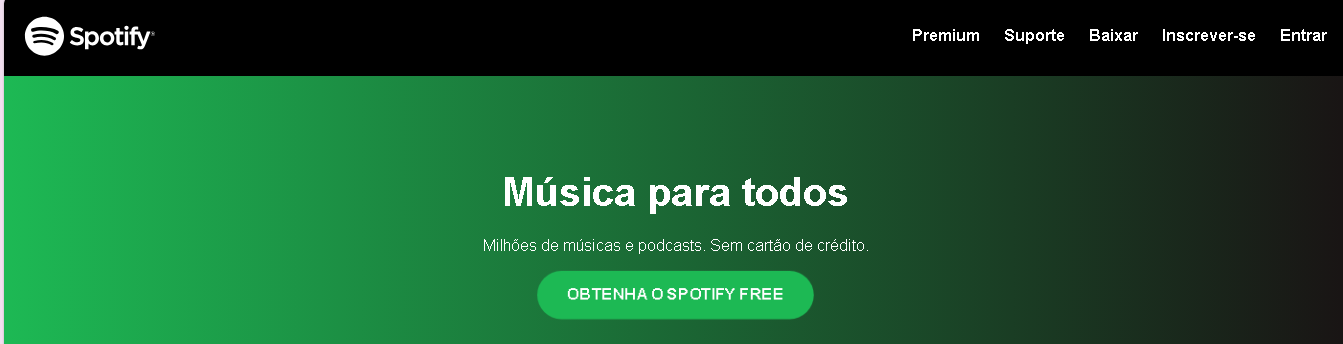 Spotify®
Premium Suporte Baixar Inscrever-se Entrar
Música para todos
Milhões de músicas e podcasts. Sem cartão de crédito.
OBTENHA O SPOTIFY FREE